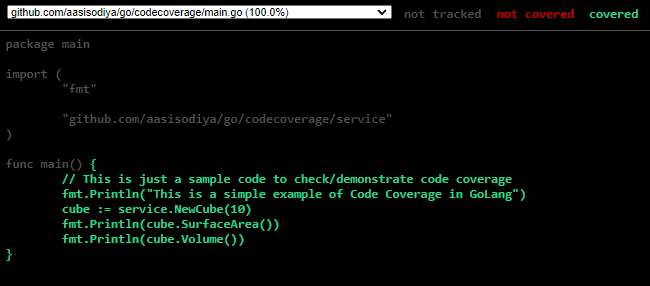 github.com/aasisodiya/go/codecoverage/main.go (100.0%) not tracked not covered covered
package main
import (
"fmt"
"github.com/aasisodiya/go/codecoverage/service"
)
func main() {
// This is just a sample code to check/demonstrate code coverage
fmt.Println("This is a simple example of Code Coverage in GoLang")
cube := service.NewCube(10)
fmt.Println(cube.SurfaceArea())
fmt.Println(cube.Volume())
}